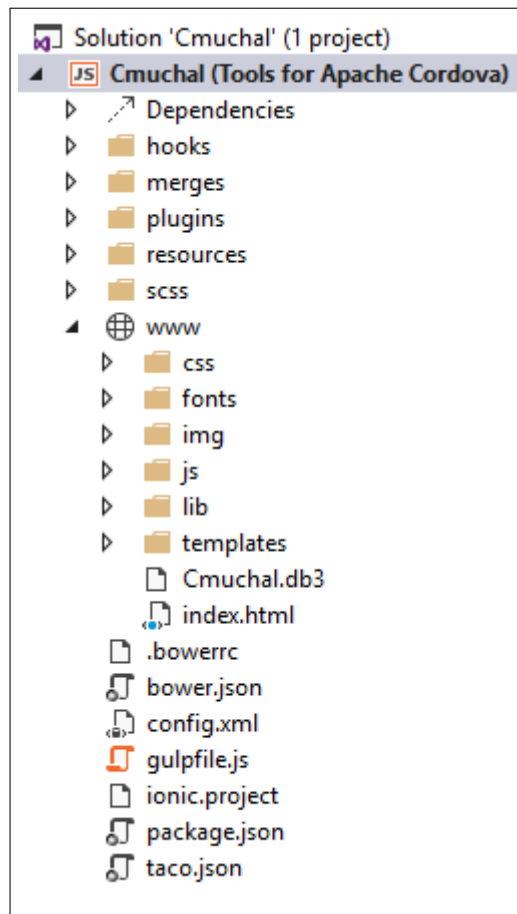 Solution 'Cmuchal' (1 project)
JS Cmuchal (Tools for Apache Cordova)
Dependencies
hooks
merges
plugins
resources
scss
www
css
fonts
img
js
lib
templates
Cmuchal.db3
index.html
.bowerrc
bower.json
config.xml
gulpfile.js
ionic.project
package.json
taco.json